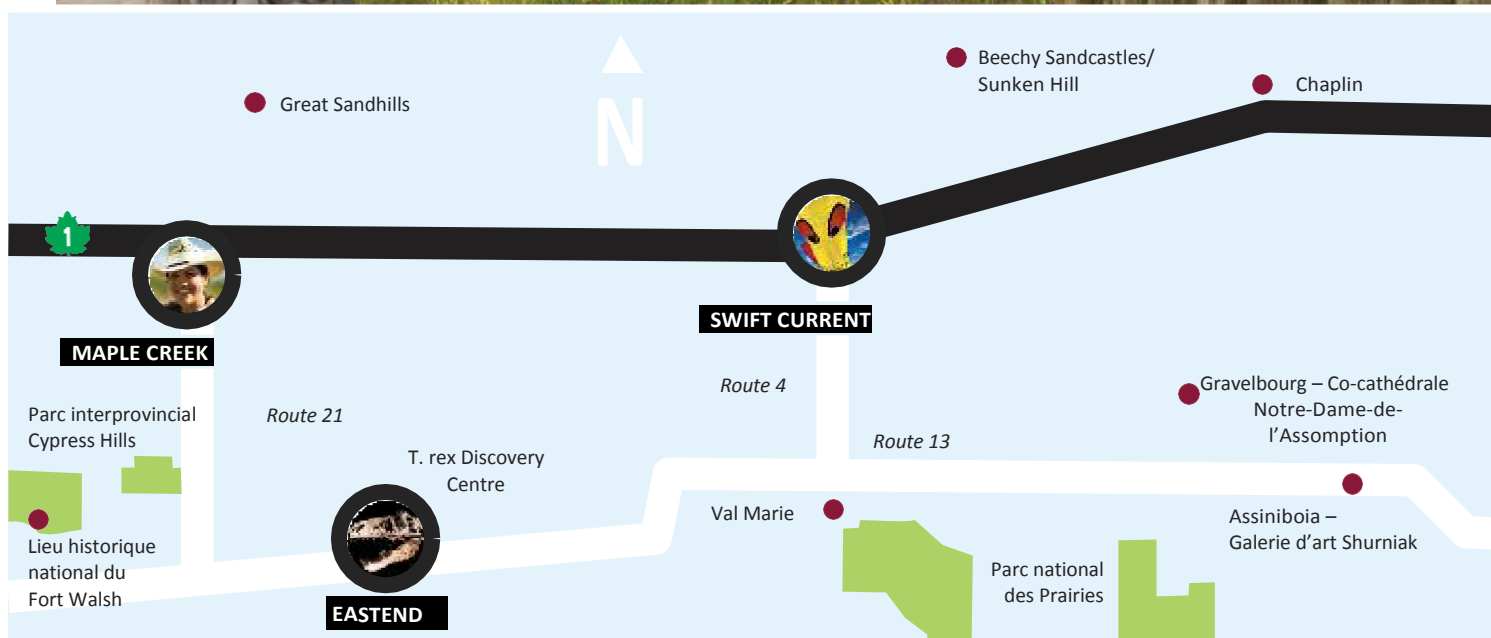 Beechy Sandcastles/
Sunken Hill
Chaplin
Great Sandhills
N
1
SWIFT CURRENT
MAPLE CREEK
Route 4
Gravelbourg – Co-cathédrale
Notre-Dame-de-
l'Assomption
Parc interprovincial
Cypress Hills
Route 21
Route 13
T. rex Discovery
Centre
Val Marie
Assiniboia –
Galerie d'art Shurniak
Lieu historique
national du
Fort Walsh
Parc national
des Prairies
EASTEND